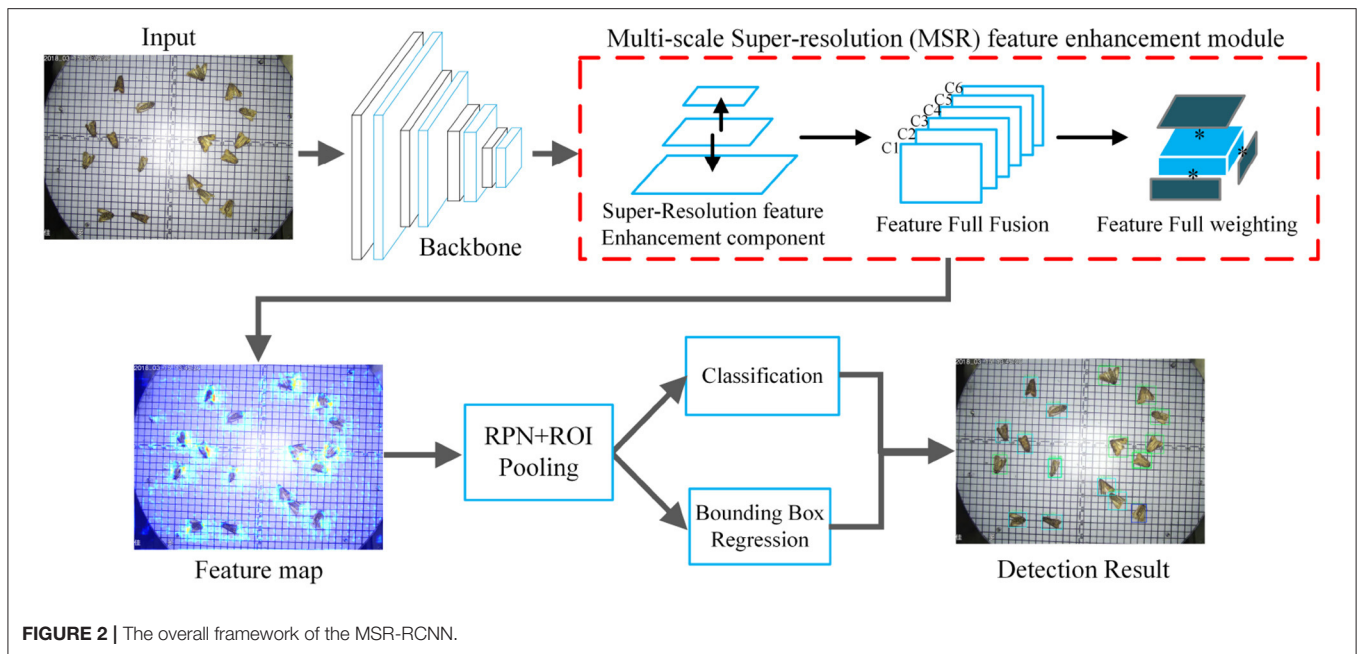 Input
Multi-scale Super-resolution (MSR) feature enhancement module
C6
C5
C4
C3
C2
C1
Backbone
Super-Resolution feature
Enhancement component
Feature Full Fusion
Feature Full weighting
*
*
*
RPN+ROI
Pooling
Classification
Bounding Box
Regression
Feature map
Detection Result
FIGURE 2 | The overall framework of the MSR-RCNN.